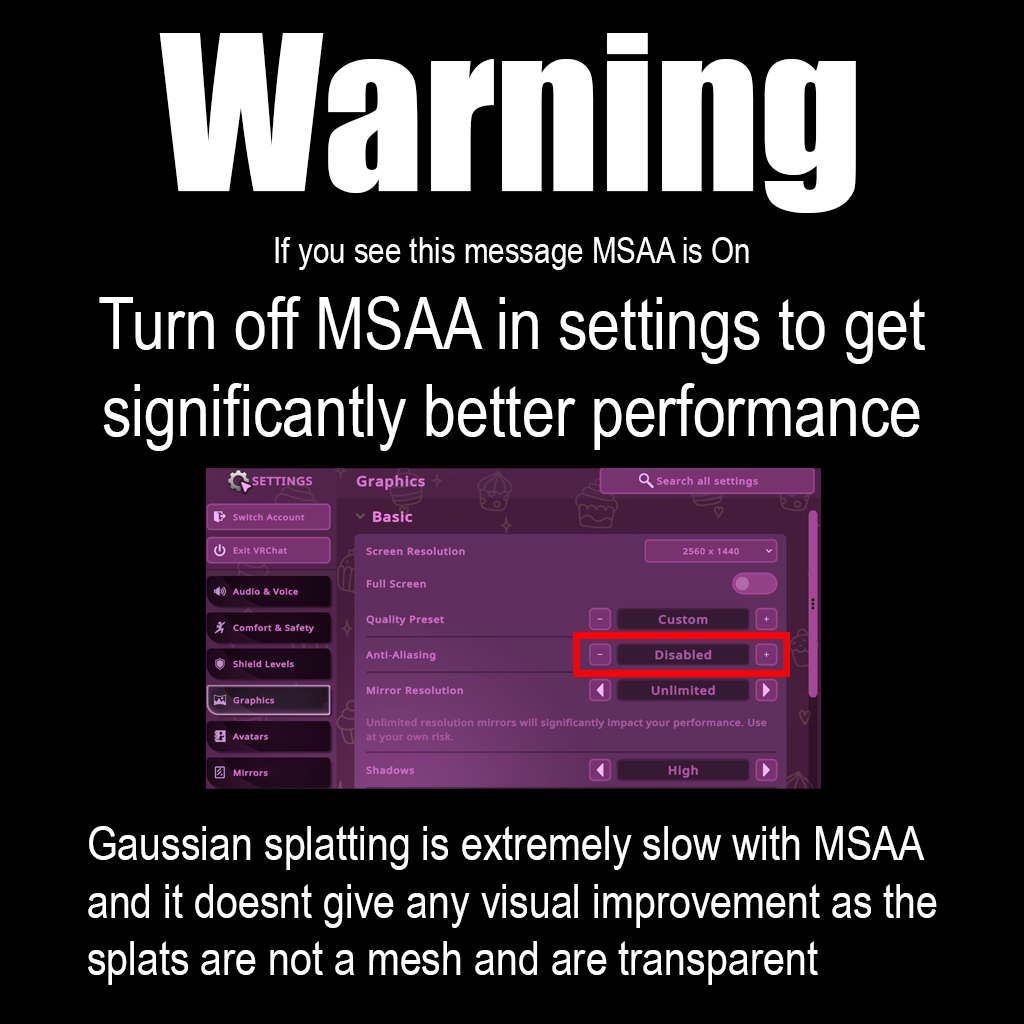 Warning
If you see this message MSAA is On
Turn off MSAA in settings to get
significantly better performance
SETTINGS
Graphics
Search all settings
Switch Account
Basic
Exit VRChat
Screen Resolution
2560 x 1440
Audio & Voice
Full Screen
Comfort & Safety
Quality Preset
-
Custom
+
Shield Levels
Anti-Aliasing
-
Disabled
+
Graphics
Mirror Resolution
Unlimited
Avatars
Unlimited resolution mirrors will significantly impact your performance. Use
at your own risk.
Mirrors
Shadows
High
Gaussian splatting is extremely slow with MSAA
and it doesnt give any visual improvement as the
splats are not a mesh and are transparent